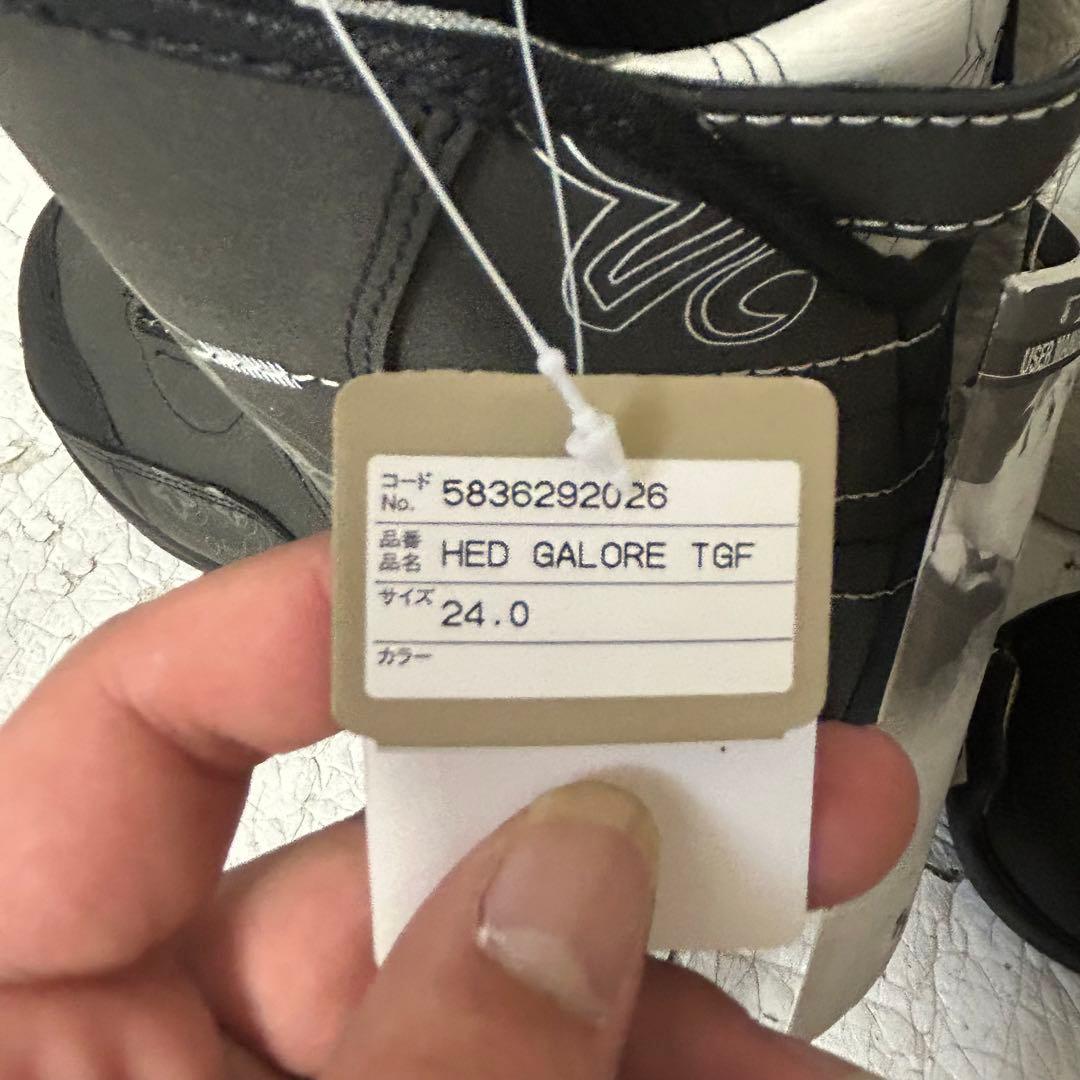 コード No. 5836292026
品番 品名 HED GALORE TGF
サイズ 24.0
カラー
USER